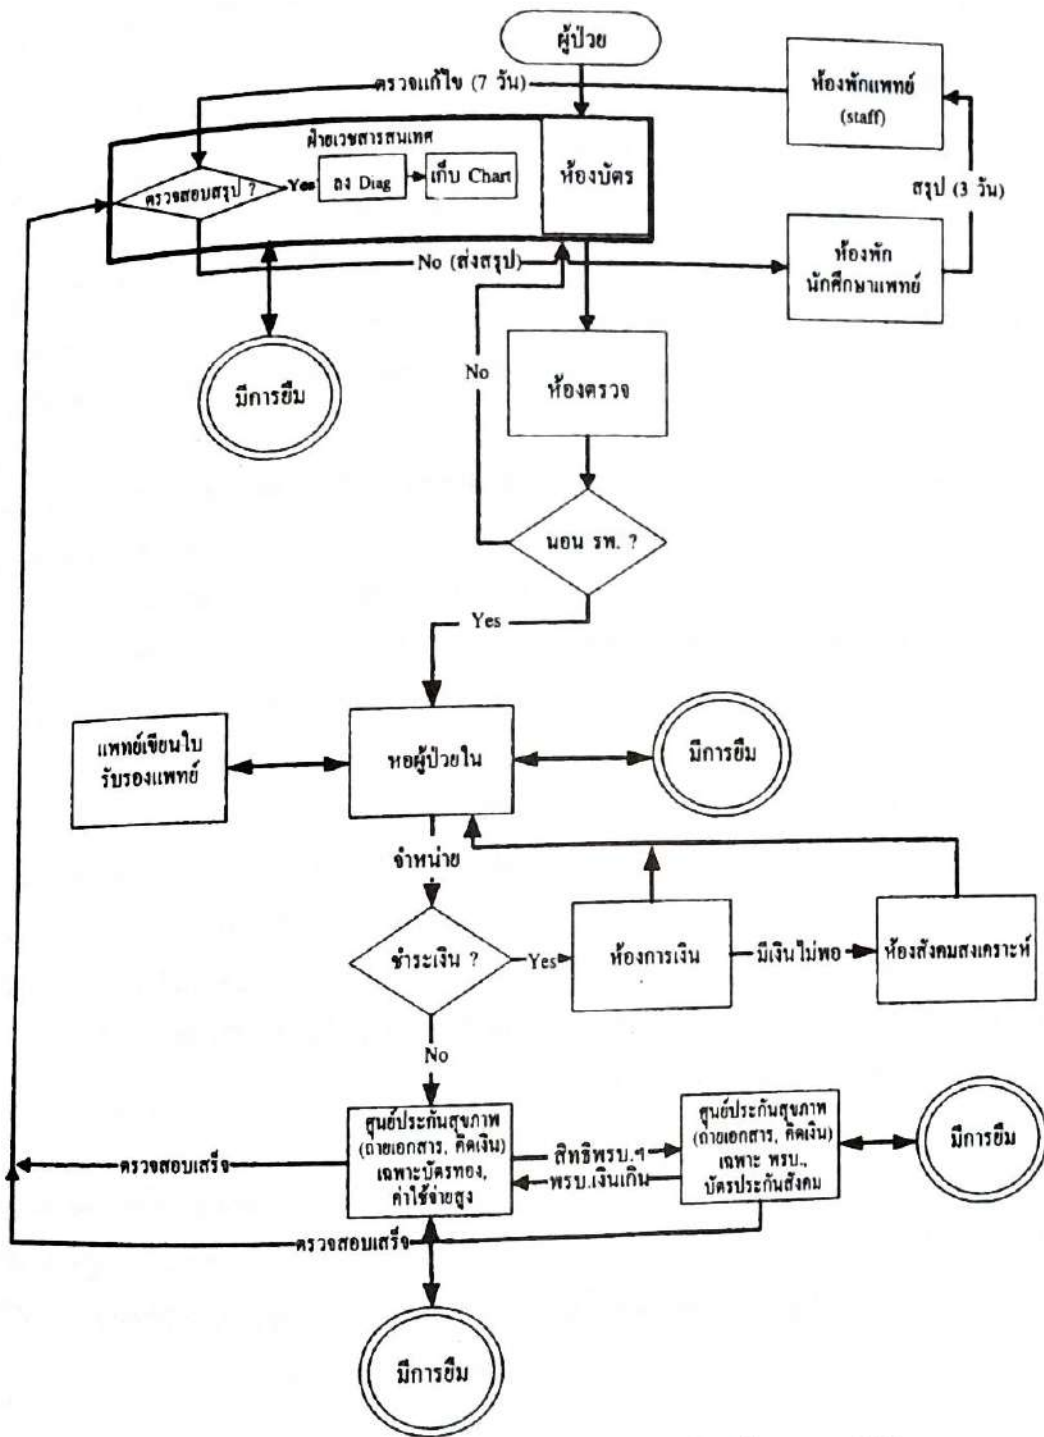 ผู้ป่วย
ตรวจแก้ไข (7 วัน)
ห้องพักแพทย์
(staff)
ฝ่ายเวชสารสนเทศ
ตรวจสอบสรุป ?
Yes
ลง Diag
เก็บ Chart
ห้องบัตร
สรุป (3 วัน)
No (ส่งสรุป)
ห้องพัก
นักศึกษาแพทย์
มีการยืม
No
ห้องตรวจ
นอน รพ. ?
Yes
แพทย์เขียนใบ
รับรองแพทย์
หอผู้ป่วยใน
มีการยืม
จำหน่าย
ชำระเงิน ?
Yes
ห้องการเงิน
มีเงินไม่พอ
ห้องสังคมสงเคราะห์
No
ศูนย์ประกันสุขภาพ
(ถ่ายเอกสาร, คิดเงิน)
เฉพาะบัตรทอง,
ค่าใช้จ่ายสูง
ตรวจสอบเสร็จ
สิทธิพรบ.ฯ
พรบ.เงินเกิน
ศูนย์ประกันสุขภาพ
(ถ่ายเอกสาร, คิดเงิน)
เฉพาะ พรบ.,
บัตรประกันสังคม
มีการยืม
ตรวจสอบเสร็จ
มีการยืม